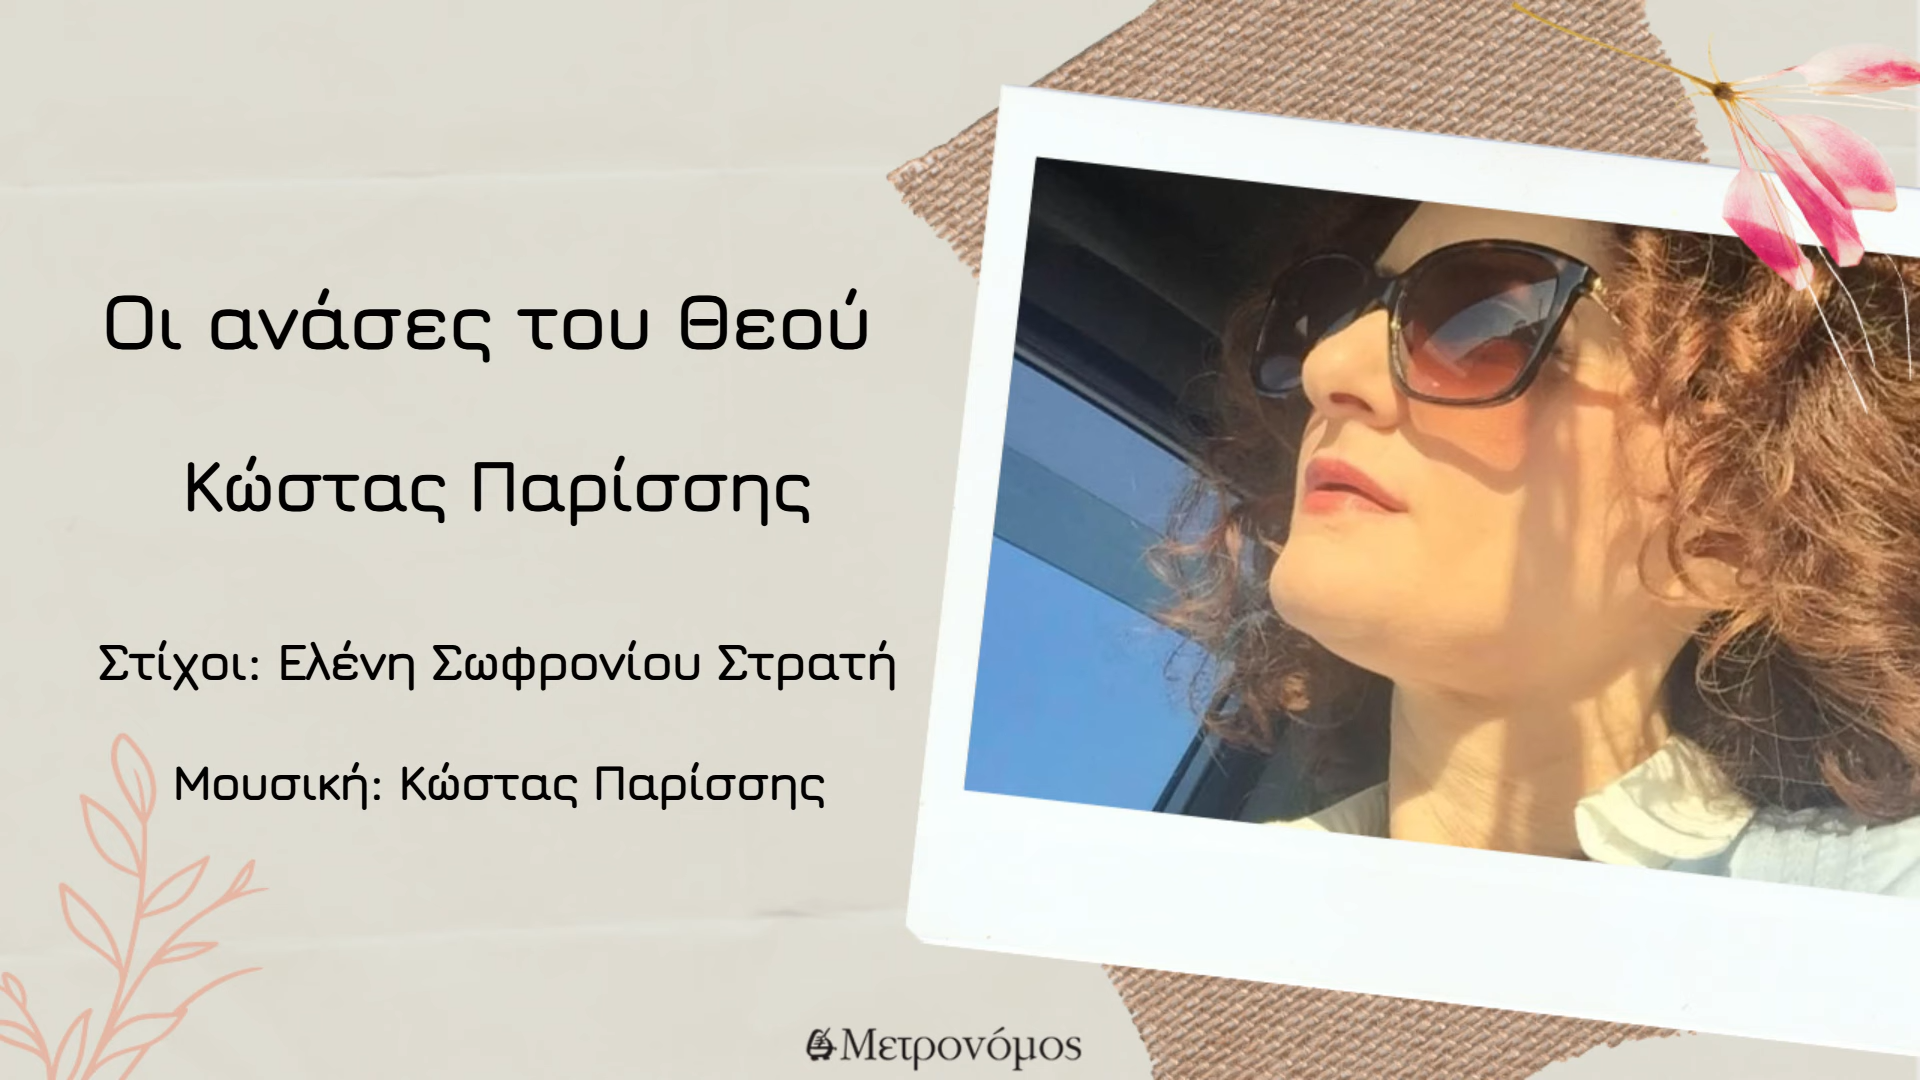 Οι ανάσες του Θεού
Κώστας Παρίσσης
Στίχοι: Ελένη Σωφρονίου Στρατή
Μουσική: Κώστας Παρίσσης
Μετρονόμος